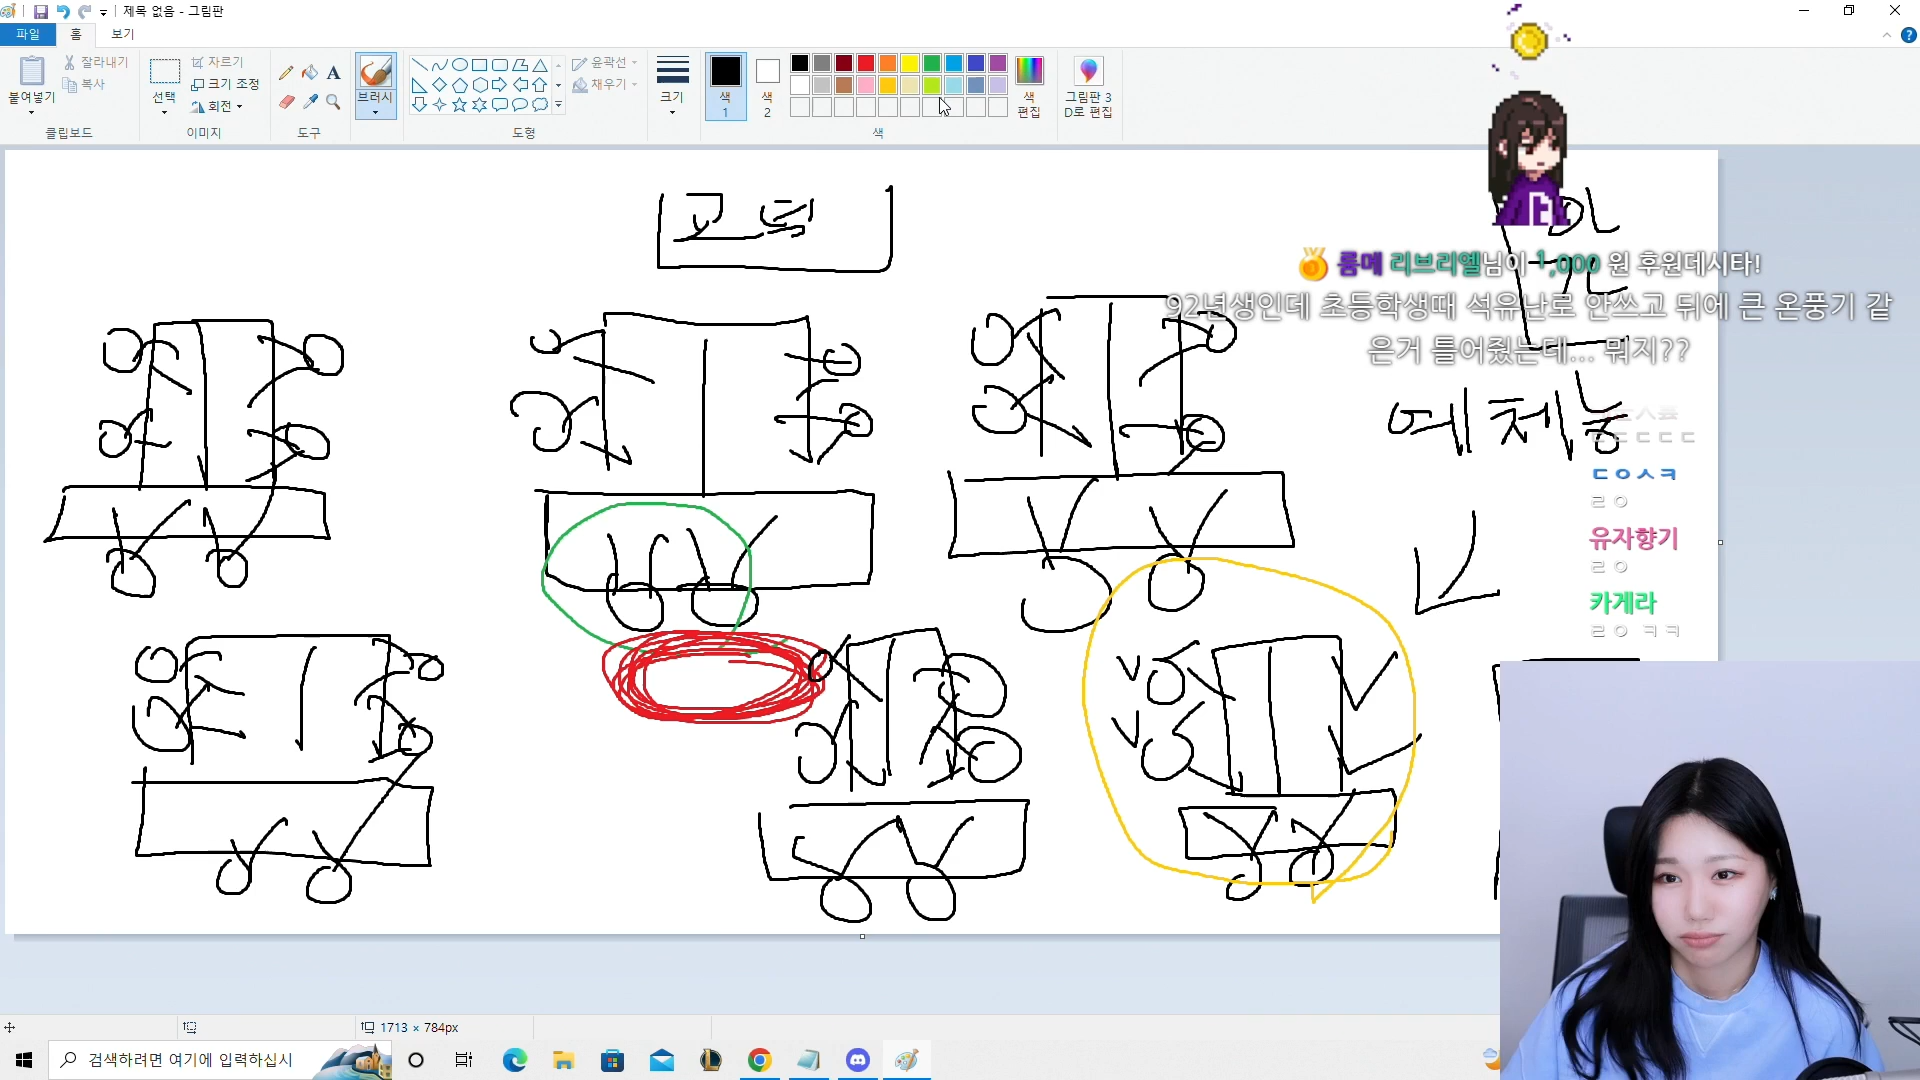 제목 없음 - 그림판
파일
홈
보기
붙여넣기
잘라내기
복사
클립보드
선택
자르기
크기 조정
회전
이미지
A
도구
브러시
윤곽선
채우기
도형
크기
색
1
색
2
색
편집
색
그림판 3
D로 편집
교탁
룸메 리브리엘님이 1,000 원 후원데시타!
92년생인데 초등학생때 석유난로 안쓰고 뒤에 큰 온풍기 같
은거 틀어줬는데... 뭐지??
예체능
ㄷㄷㄷㄷㄷ
ㄷㅇㅅㅋ
ㄹㅇ
유자향기
ㄹㅇ
카게라
ㄹㅇ ㅋㅋ
1713 × 784px
검색하려면 여기에 입력하십시